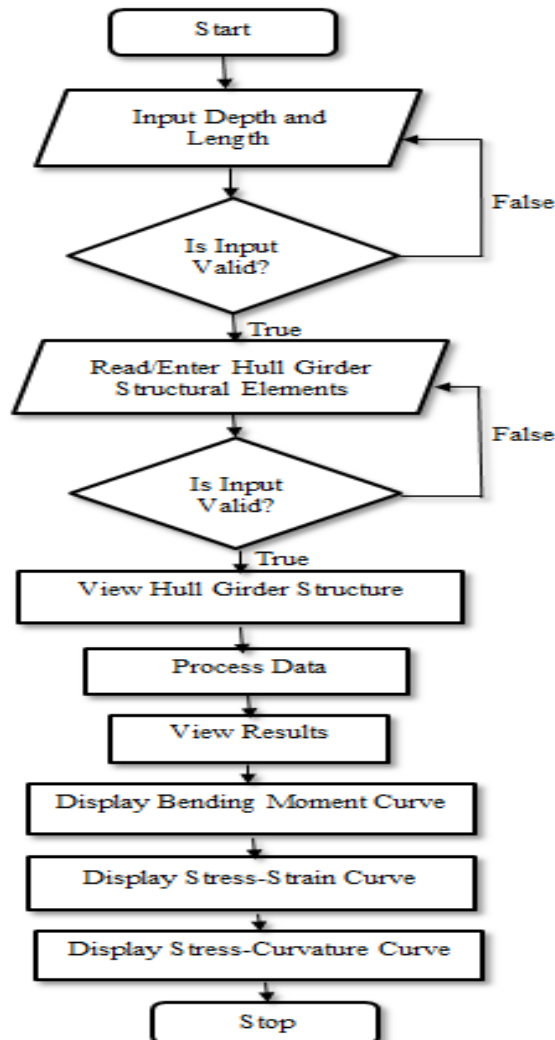 Start
Input Depth and
Length
False
Is Input
Valid?
True
Read/Enter Hull Girder
Structural Elements
False
Is Input
Valid?
True
View Hull Girder Structure
Process Data
View Results
Display Bending Moment Curve
Display Stress-Strain Curve
Display Stress-Curvature Curve
Stop